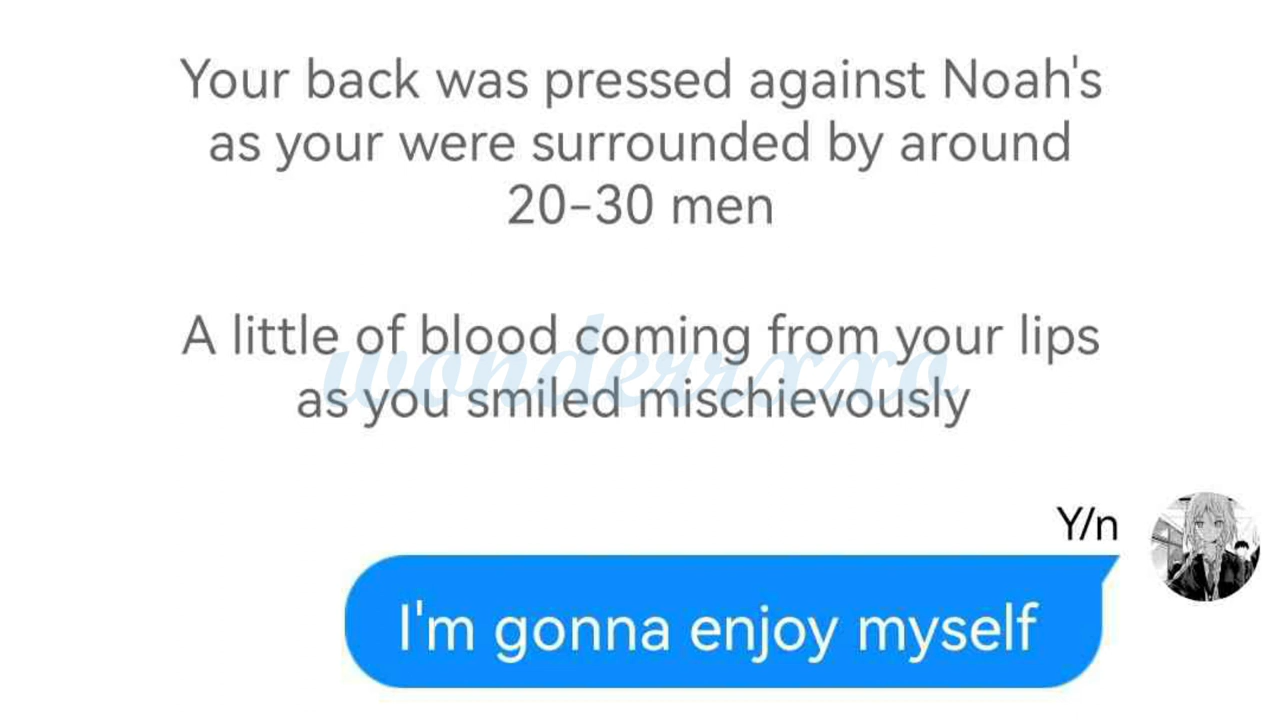 Your back was pressed against Noah's
as your were surrounded by around
20-30 men
A little of blood coming from your lips
as you smiled mischievously
wonderrxxo
Y/n
I'm gonna enjoy myself